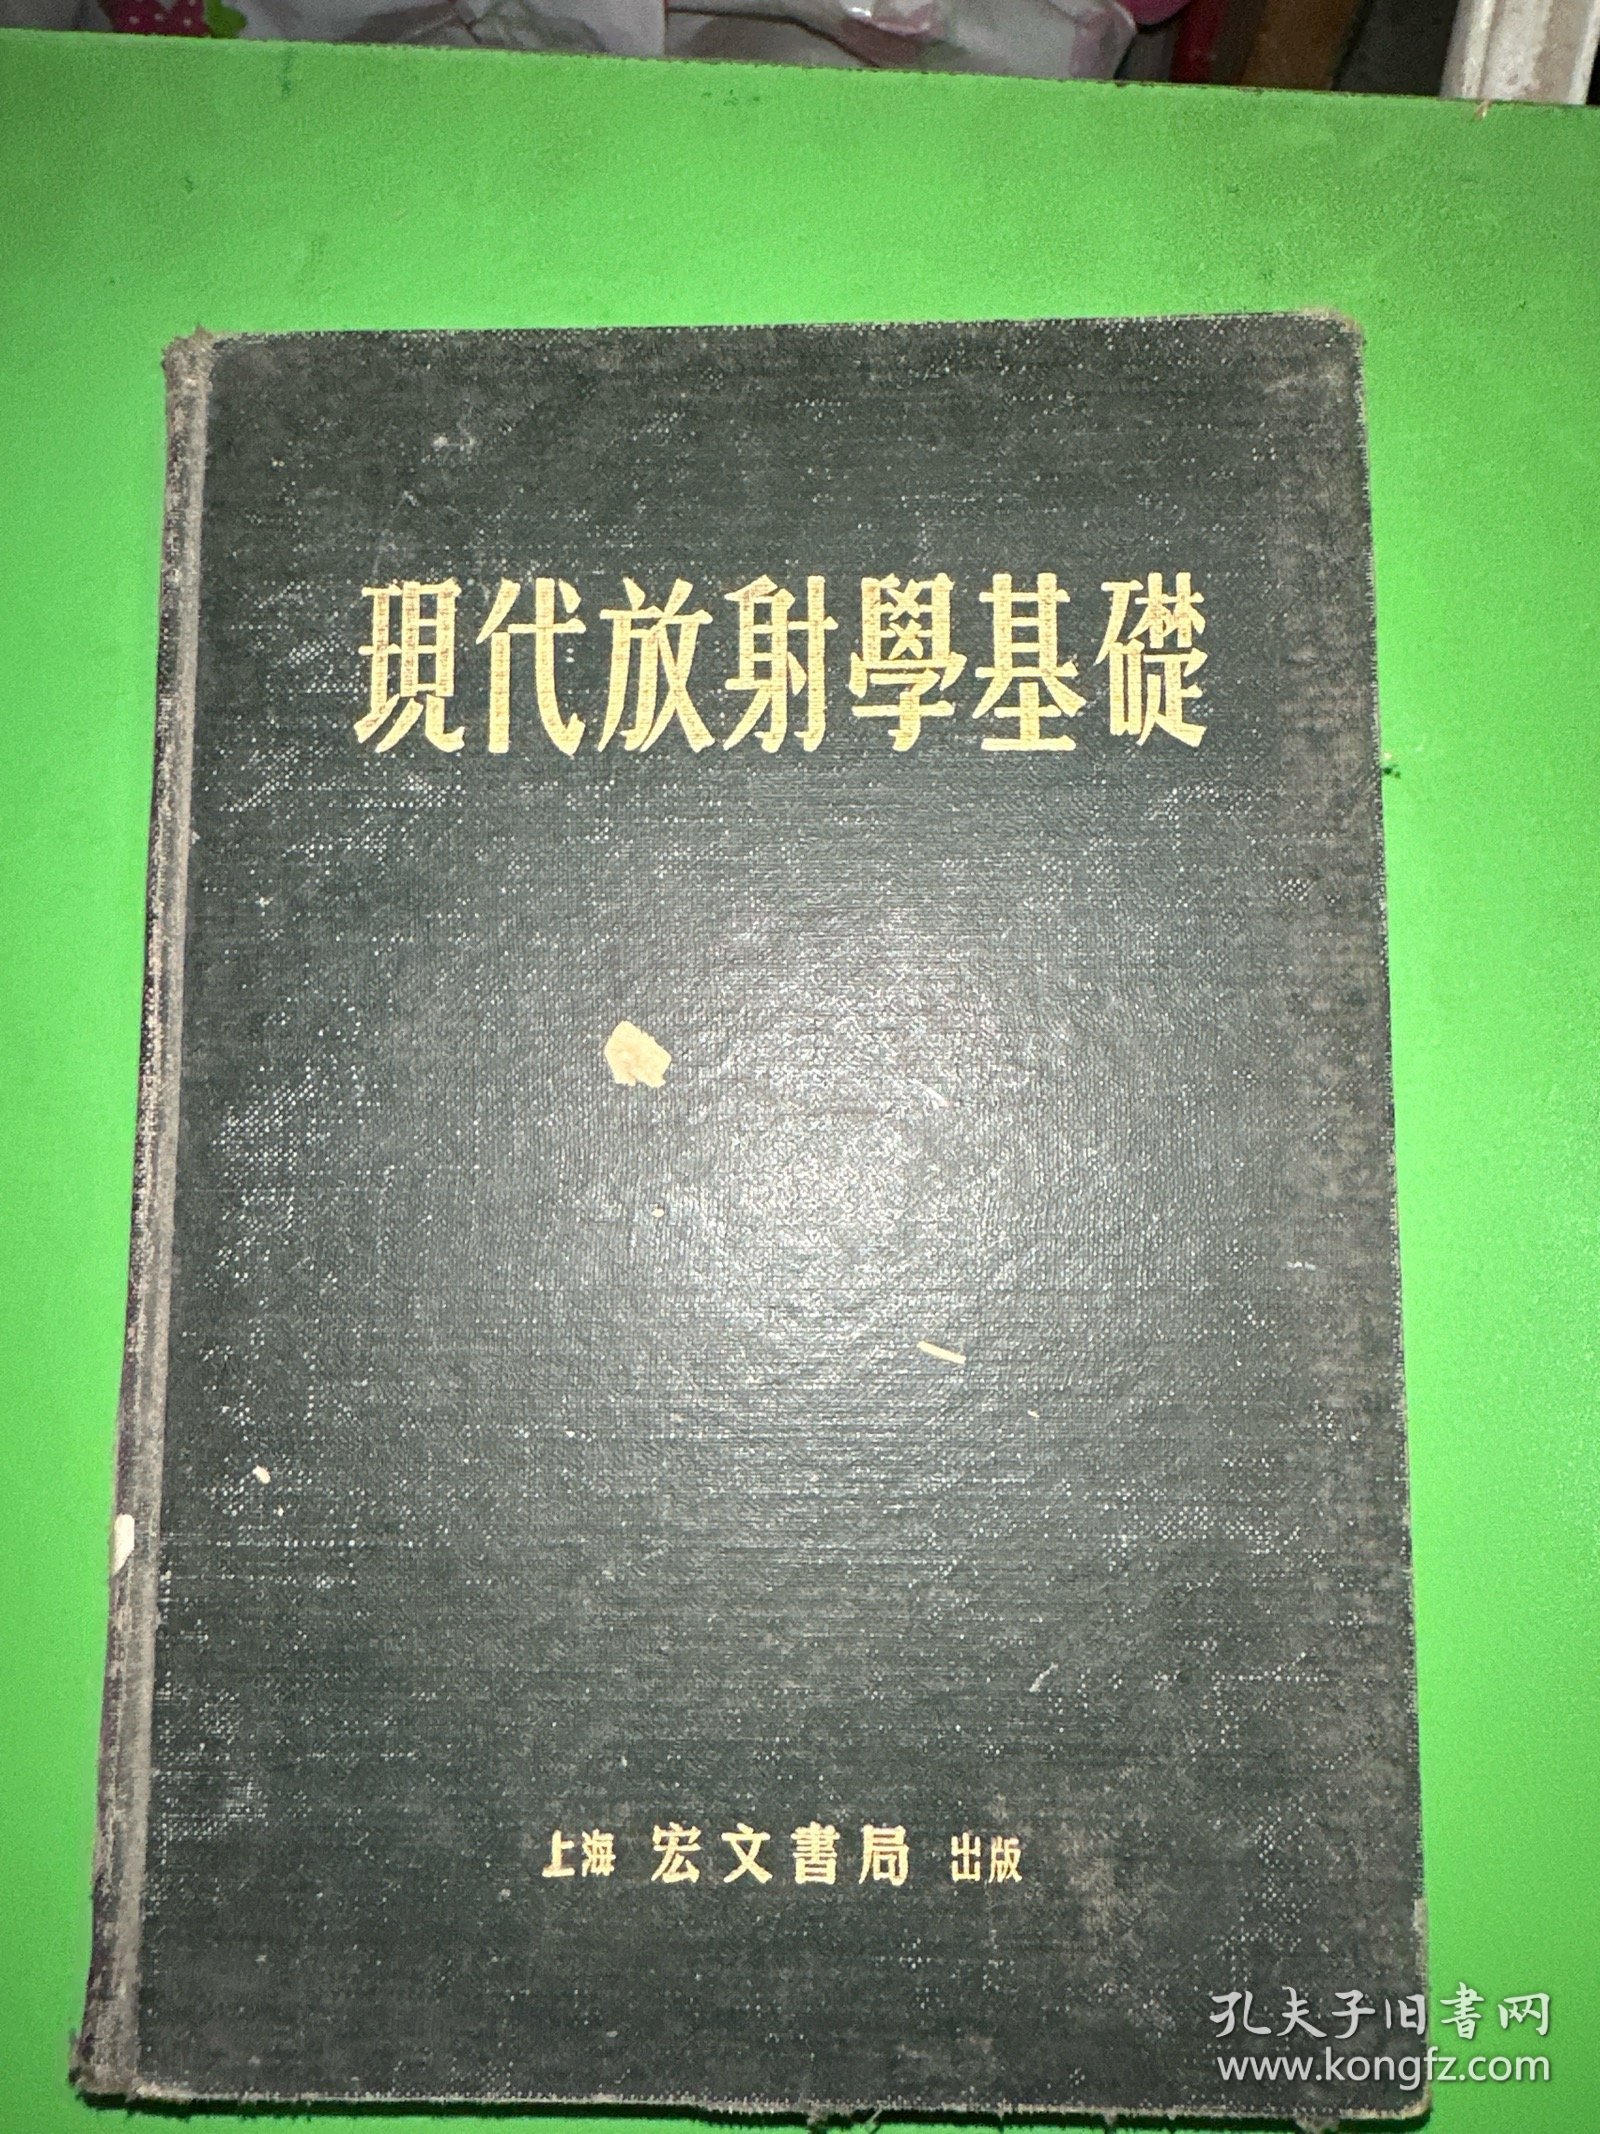 現代放射學基礎
上海 宏文書局 出版
孔夫子旧書网
www.kongfz.com